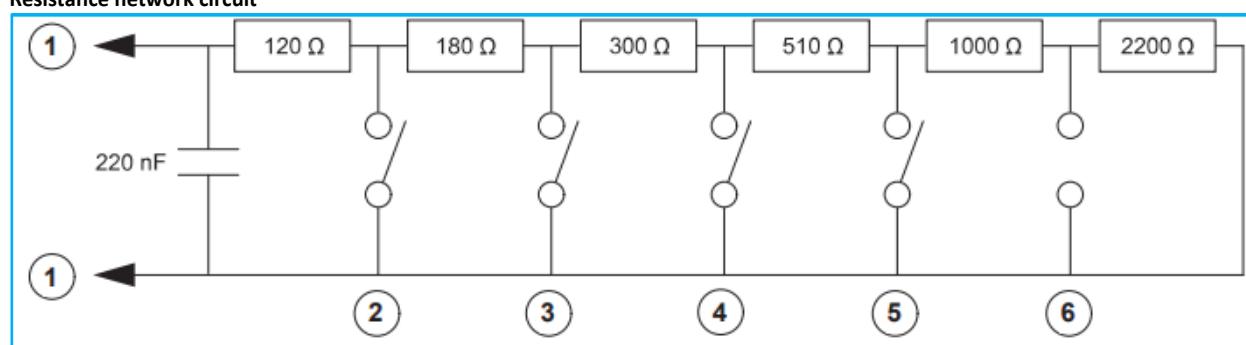 Resistance network circuit
1 120 Ω 180 Ω 300 Ω 510 Ω 1000 Ω 2200 Ω
220 nF
1
2 3 4 5 6